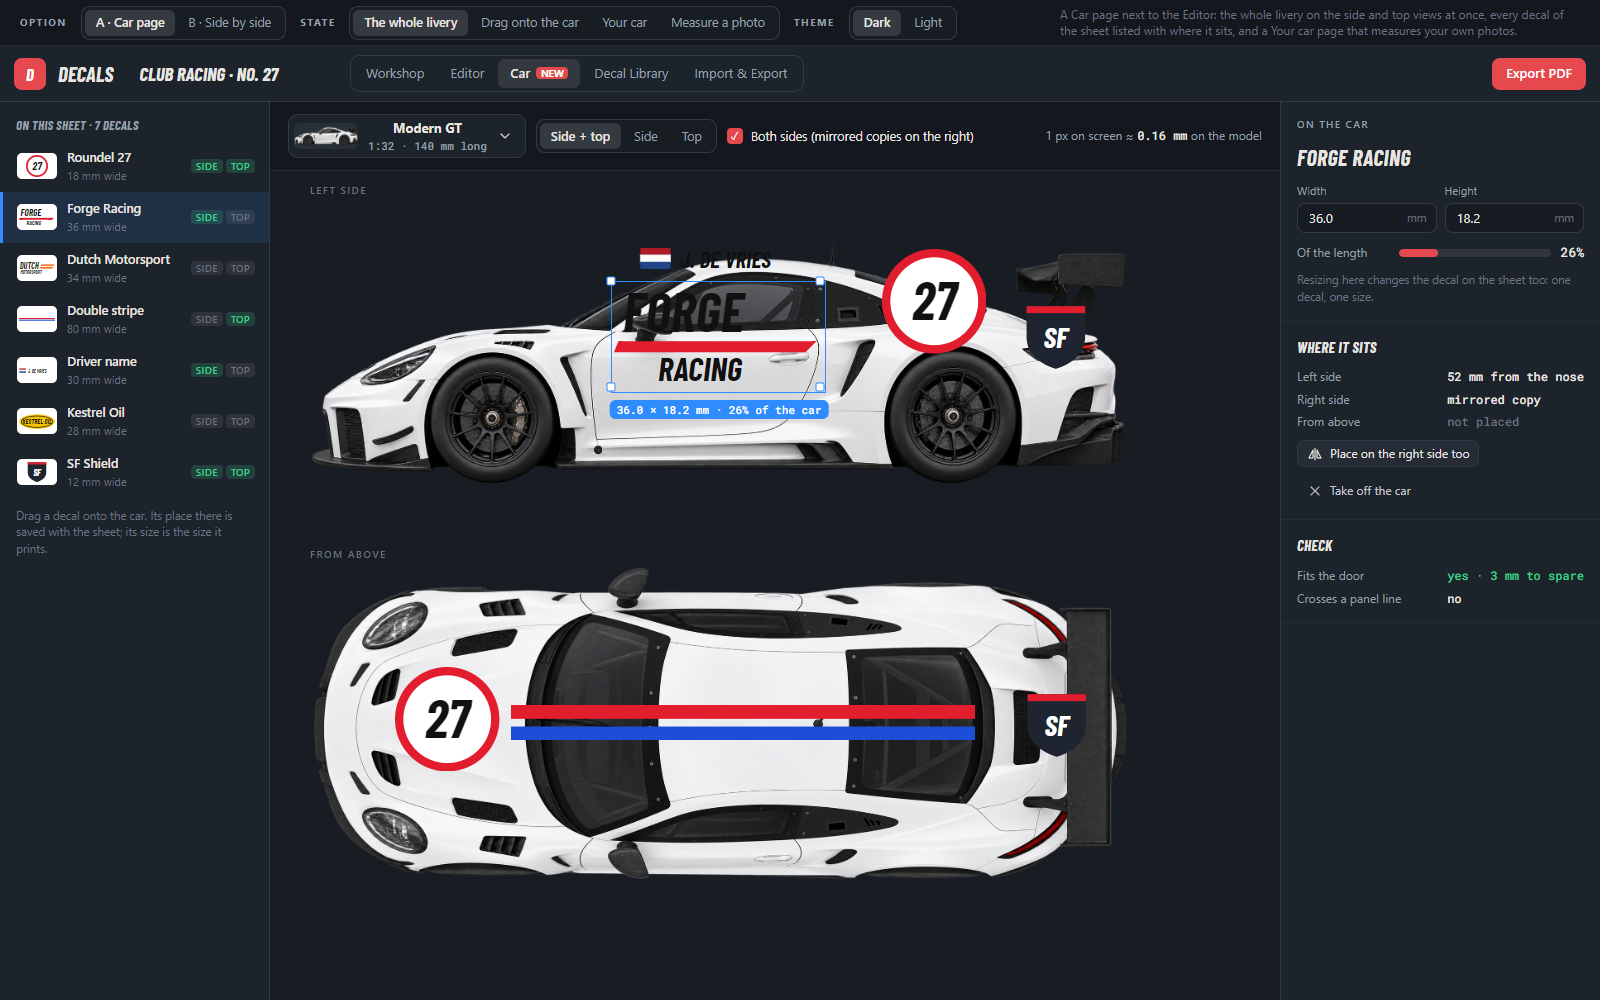 OPTION A · Car page B · Side by side STATE The whole livery Drag onto the car Your car Measure a photo THEME Dark Light
A Car page next to the Editor: the whole livery on the side and top views at once, every decal of
the sheet listed with where it sits, and a Your car page that measures your own photos.
D DECALS CLUB RACING · NO. 27 Workshop Editor Car NEW Decal Library Import & Export Export PDF
ON THIS SHEET · 7 DECALS
27 Roundel 27 SIDE TOP
18 mm wide
FORGE RACING Forge Racing SIDE TOP
36 mm wide
DUTCH MOTORSPORT Dutch Motorsport SIDE TOP
34 mm wide
Double stripe SIDE TOP
80 mm wide
J. DE VRIES Driver name SIDE TOP
30 mm wide
KESTREL OIL Kestrel Oil SIDE TOP
28 mm wide
SF SF Shield SIDE TOP
12 mm wide
Drag a decal onto the car. Its place there is
saved with the sheet; its size is the size it
prints.
Modern GT
1:32 · 140 mm long
Side + top Side Top Both sides (mirrored copies on the right) 1 px on screen ≈ 0.16 mm on the model
LEFT SIDE
J. DE VRIES
FORGE
RACING
27
SF
36.0 × 18.2 mm · 26% of the car
FROM ABOVE
27
SF
ON THE CAR
FORGE RACING
Width Height
36.0 mm 18.2 mm
Of the length 26%
Resizing here changes the decal on the sheet too: one
decal, one size.
WHERE IT SITS
Left side 52 mm from the nose
Right side mirrored copy
From above not placed
Place on the right side too
Take off the car
CHECK
Fits the door yes · 3 mm to spare
Crosses a panel line no